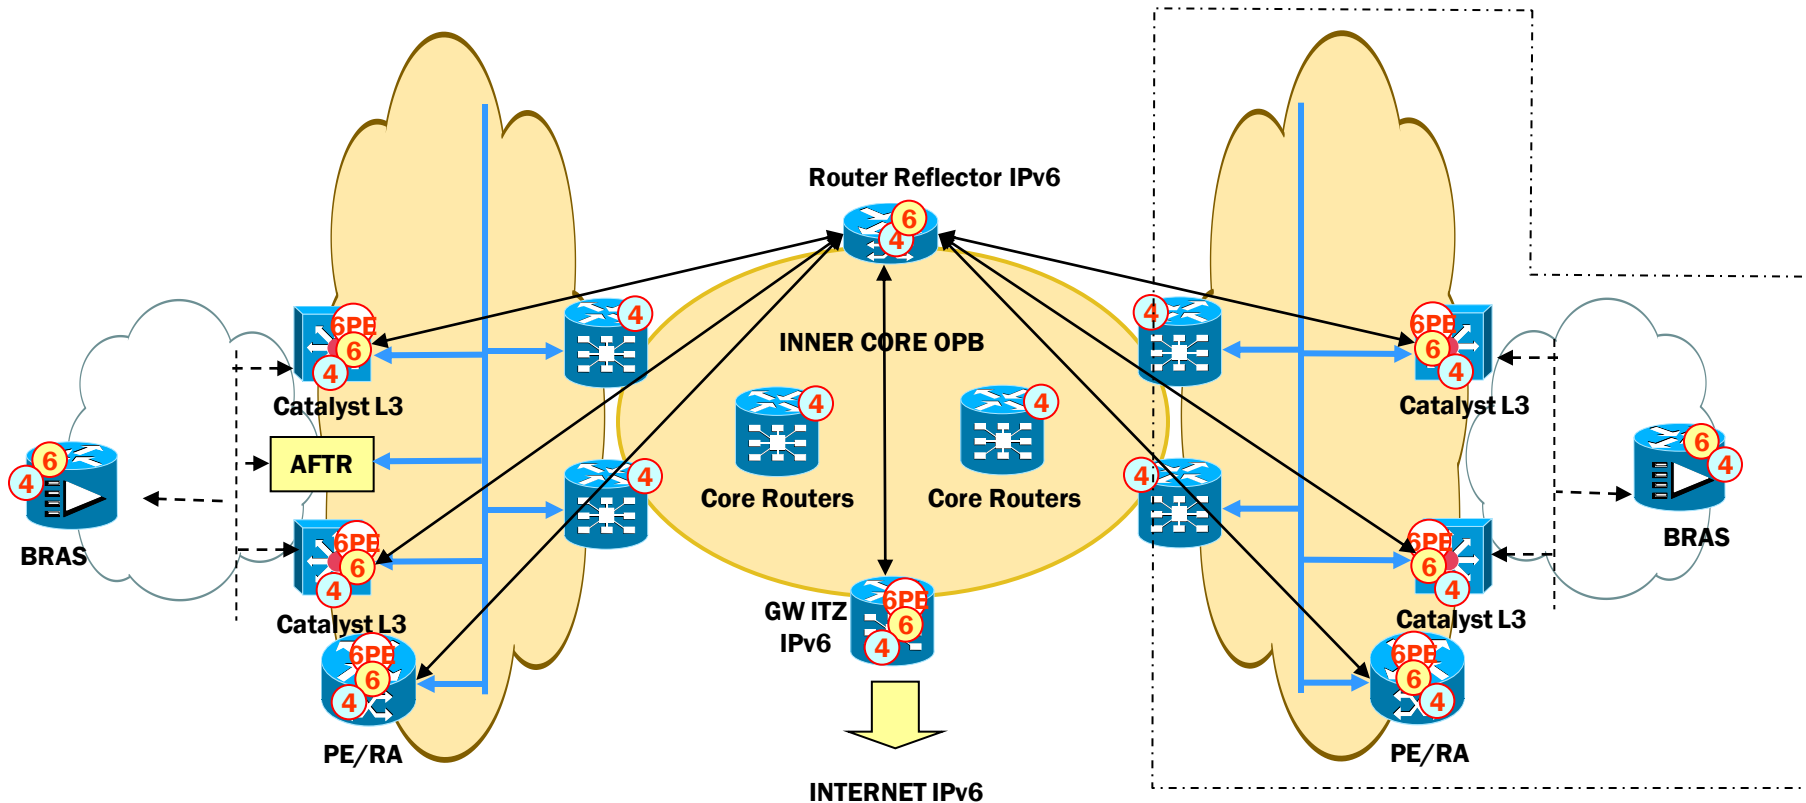 Router Reflector IPv6
6
4
6PE
6
4
Catalyst L3
4
INNER CORE OPB
4
6PE
6
4
Catalyst L3
4
Core Routers
4
Core Routers
AFTR
6
4
BRAS
4
4
6
4
BRAS
6PE
6
4
Catalyst L3
6PE
6
4
PE/RA
GW ITZ
IPv6
6PE
6
4
6PE
6
4
Catalyst L3
6PE
6
4
PE/RA
INTERNET IPv6